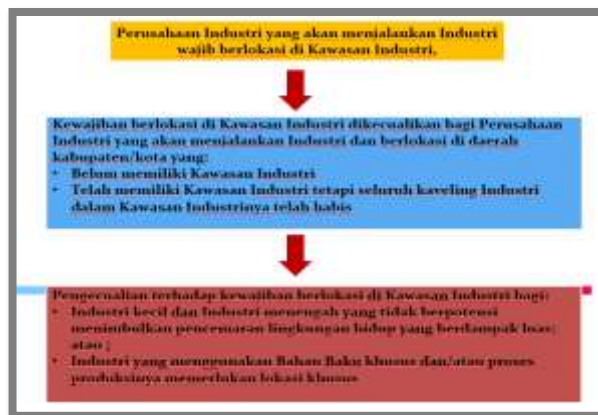 Perusahaan Industri yang akan menjalankan Industri
wajib berlokasi di Kawasan Industri,
Kewajiban berlokasi di Kawasan Industri dikecualikan bagi Perusahaan
Industri yang akan menjalankan Industri dan berlokasi di daerah
kabupaten/kota yang:
• Belum memiliki Kawasan Industri
• Telah memiliki Kawasan Industri tetapi seluruh kaveling Industri
dalam Kawasan Industrinya telah habis
Pengecualian terhadap kewajiban berlokasi di Kawasan Industri bagi:
• Industri kecil dan Industri menengah yang tidak berpotensi
menimbulkan pencemaran lingkungan hidup yang berdampak luas;
atau ;
• Industri yang menggunakan Bahan Baku khusus dan/atau proses
produksinya memerlukan lokasi khusus